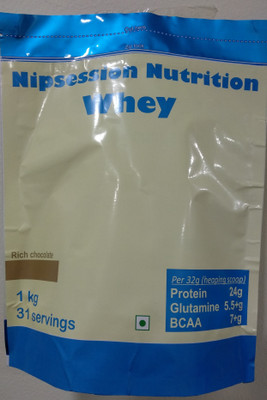 Nipsession Nutrition
Whey
Rich chocolate
1 kg
31 servings
Per 32g (heaping scoop)
Protein 24g
Glutamine 5.5+g
BCAA 7+g